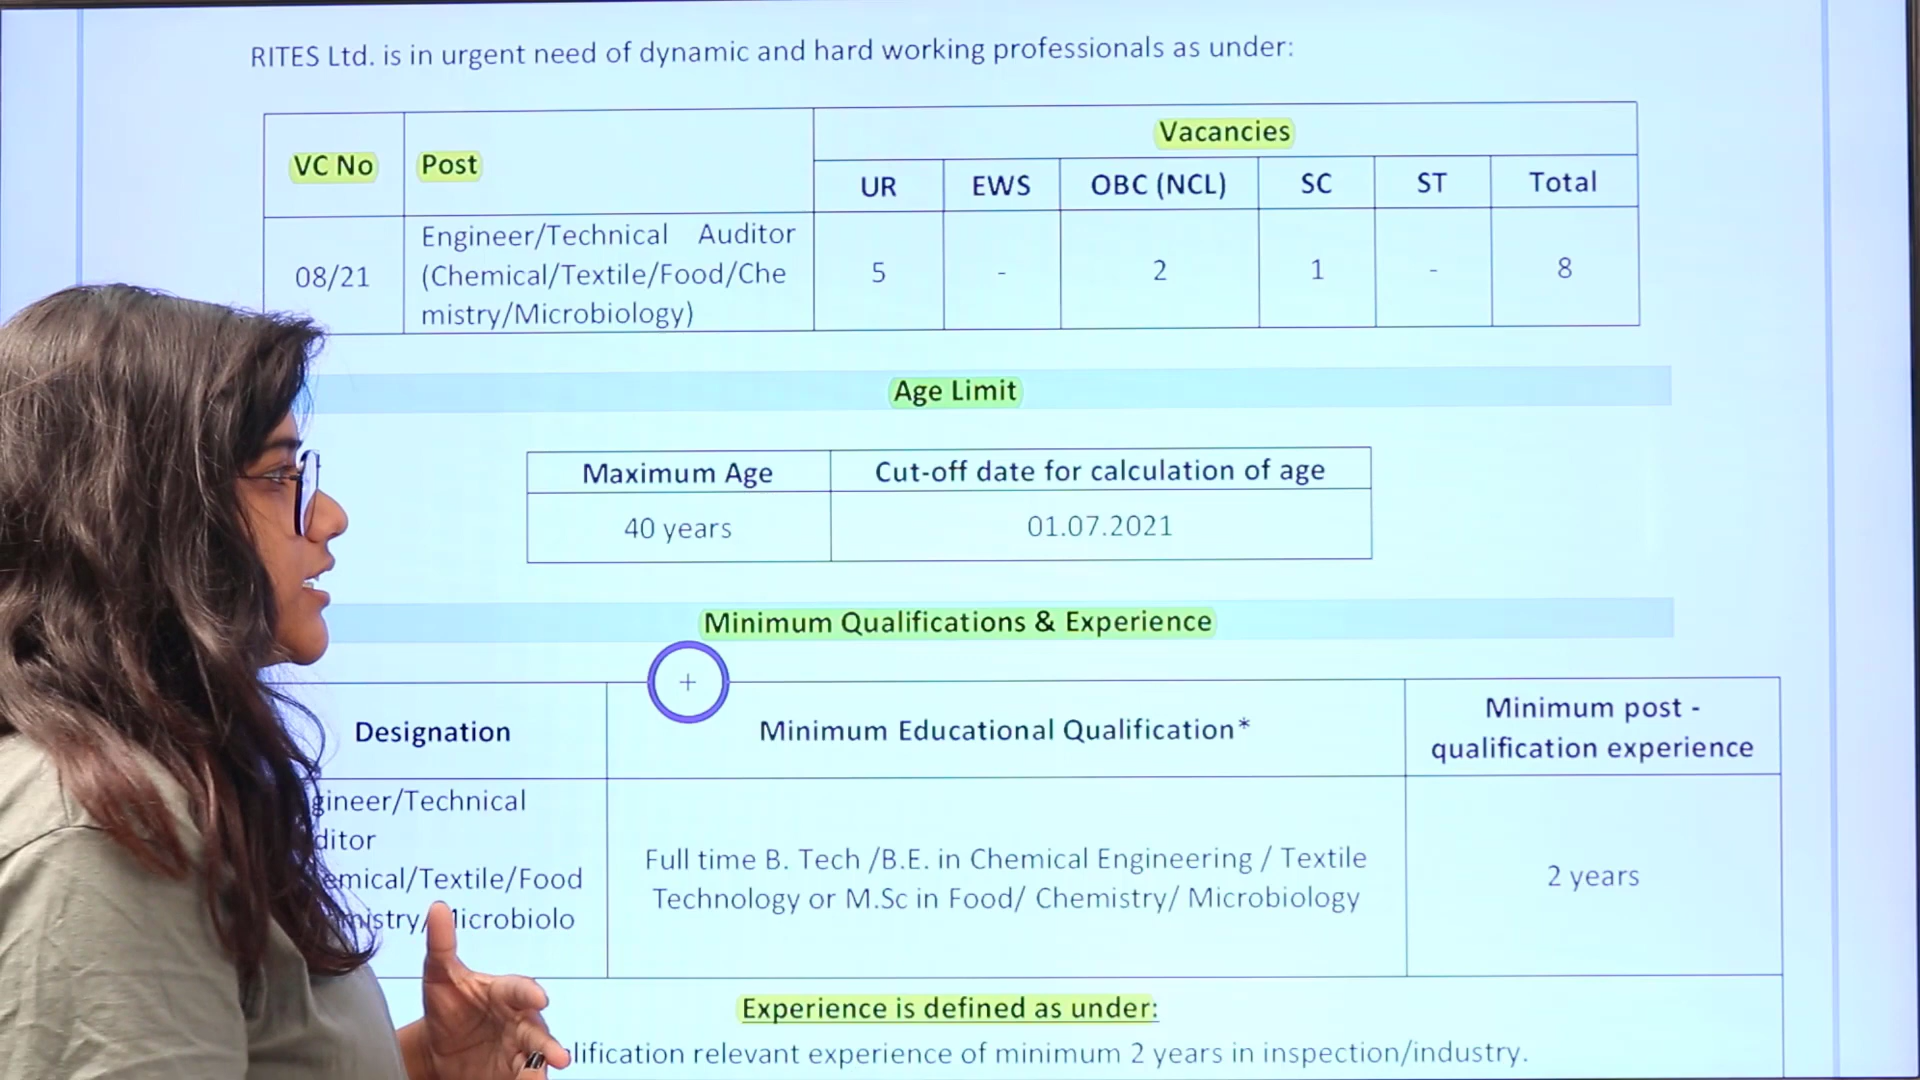 RITES Ltd. is in urgent need of dynamic and hard working professionals as under:
VC No
Post
Vacancies
UR
EWS
OBC (NCL)
SC
ST
Total
08/21
Engineer/Technical Auditor
(Chemical/Textile/Food/Che
mistry/Microbiology)
5
-
2
1
-
8
Age Limit
Maximum Age
Cut-off date for calculation of age
40 years
01.07.2021
Minimum Qualifications & Experience
Designation
Minimum Educational Qualification*
Minimum post -
qualification experience
gineer/Technical
ditor
emical/Textile/Food
mistry/Microbiolo
Full time B. Tech /B.E. in Chemical Engineering / Textile
Technology or M.Sc in Food/ Chemistry/ Microbiology
2 years
Experience is defined as under:
lification relevant experience of minimum 2 years in inspection/industry.